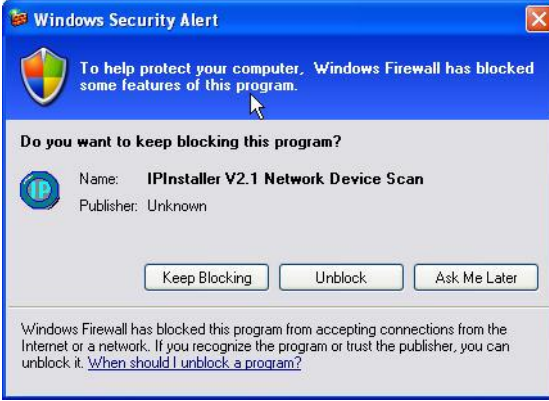 Windows Security Alert
To help protect your computer, Windows Firewall has blocked
some features of this program.
Do you want to keep blocking this program?
IP
Name: IPInstaller V2.1 Network Device Scan
Publisher: Unknown
Keep Blocking Unblock Ask Me Later
Windows Firewall has blocked this program from accepting connections from the
Internet or a network. If you recognize the program or trust the publisher, you can
unblock it. When should I unblock a program?